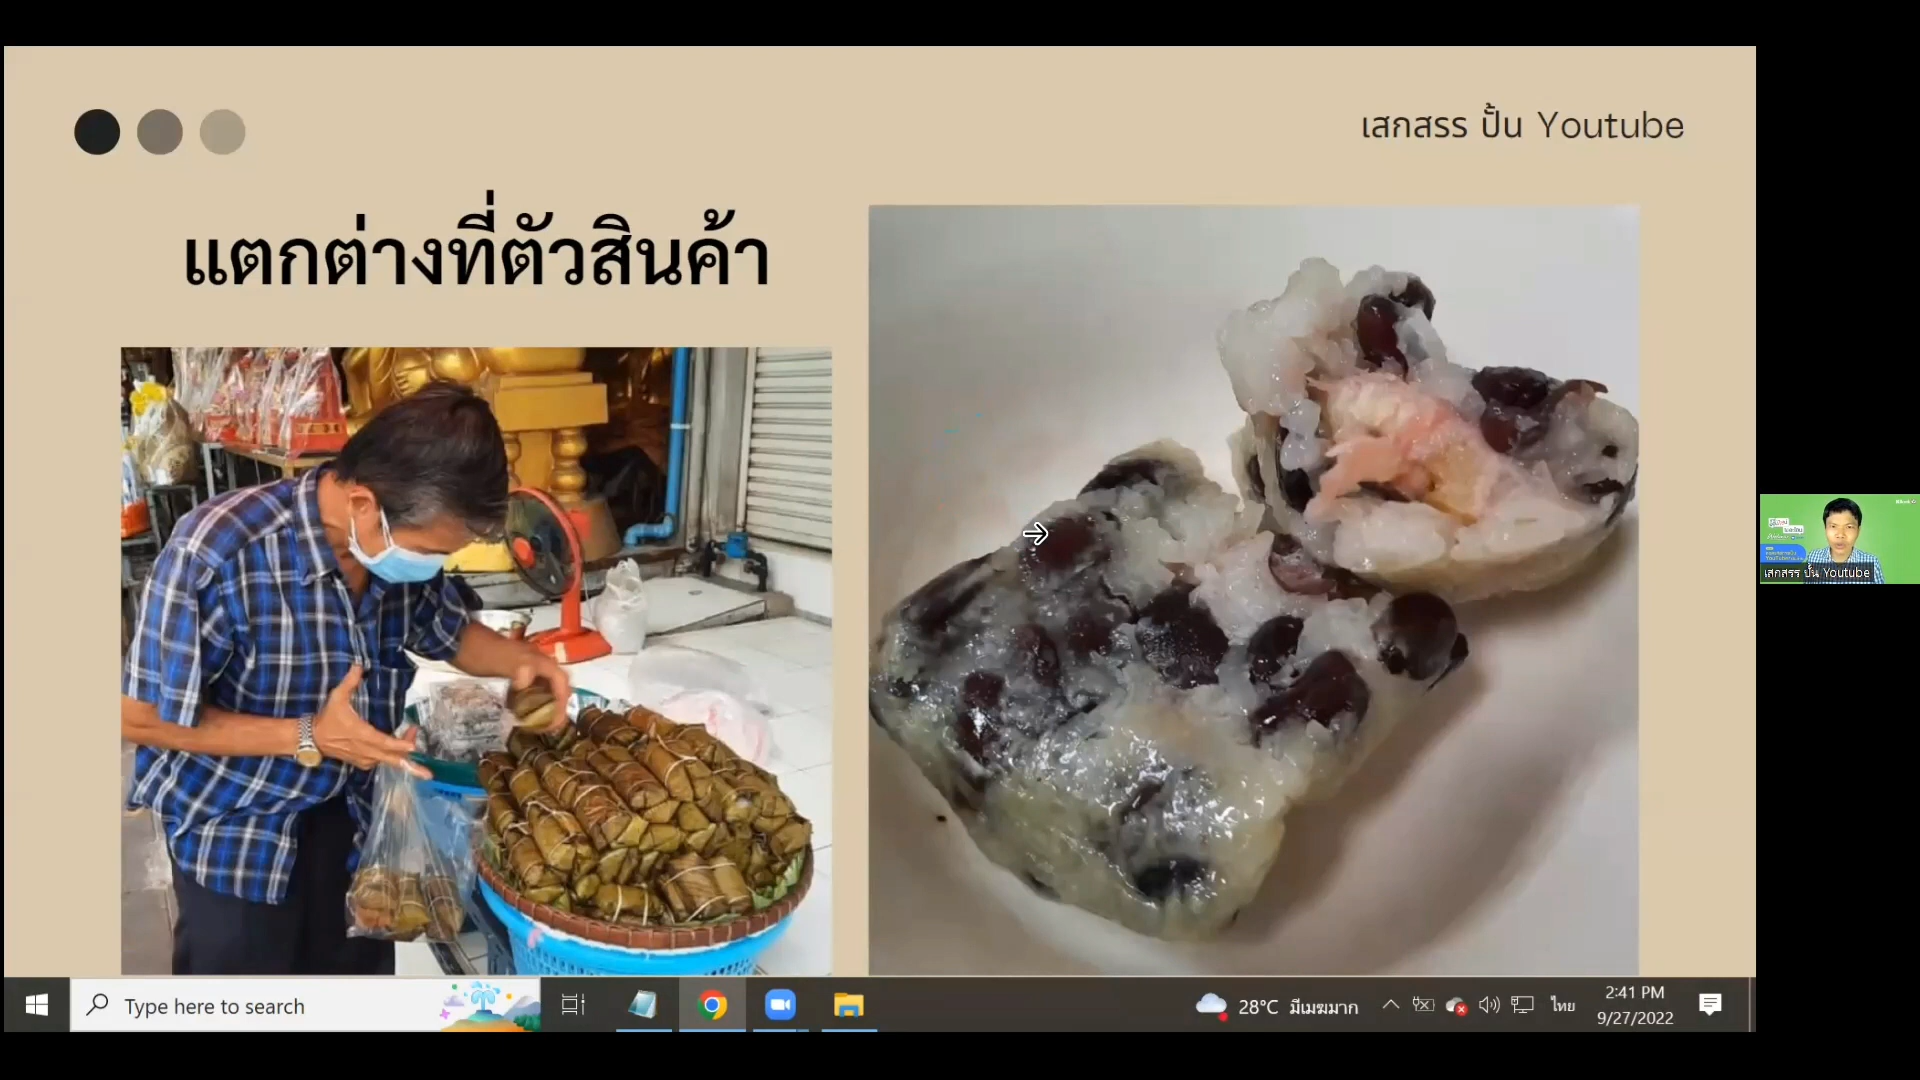 เสกสรร ปั้น Youtube
แตกต่างที่ตัวสินค้า
เสกสรร ปั้น Youtube
Type here to search
28°C มีเมฆมาก
ไทย
2:41 PM
9/27/2022